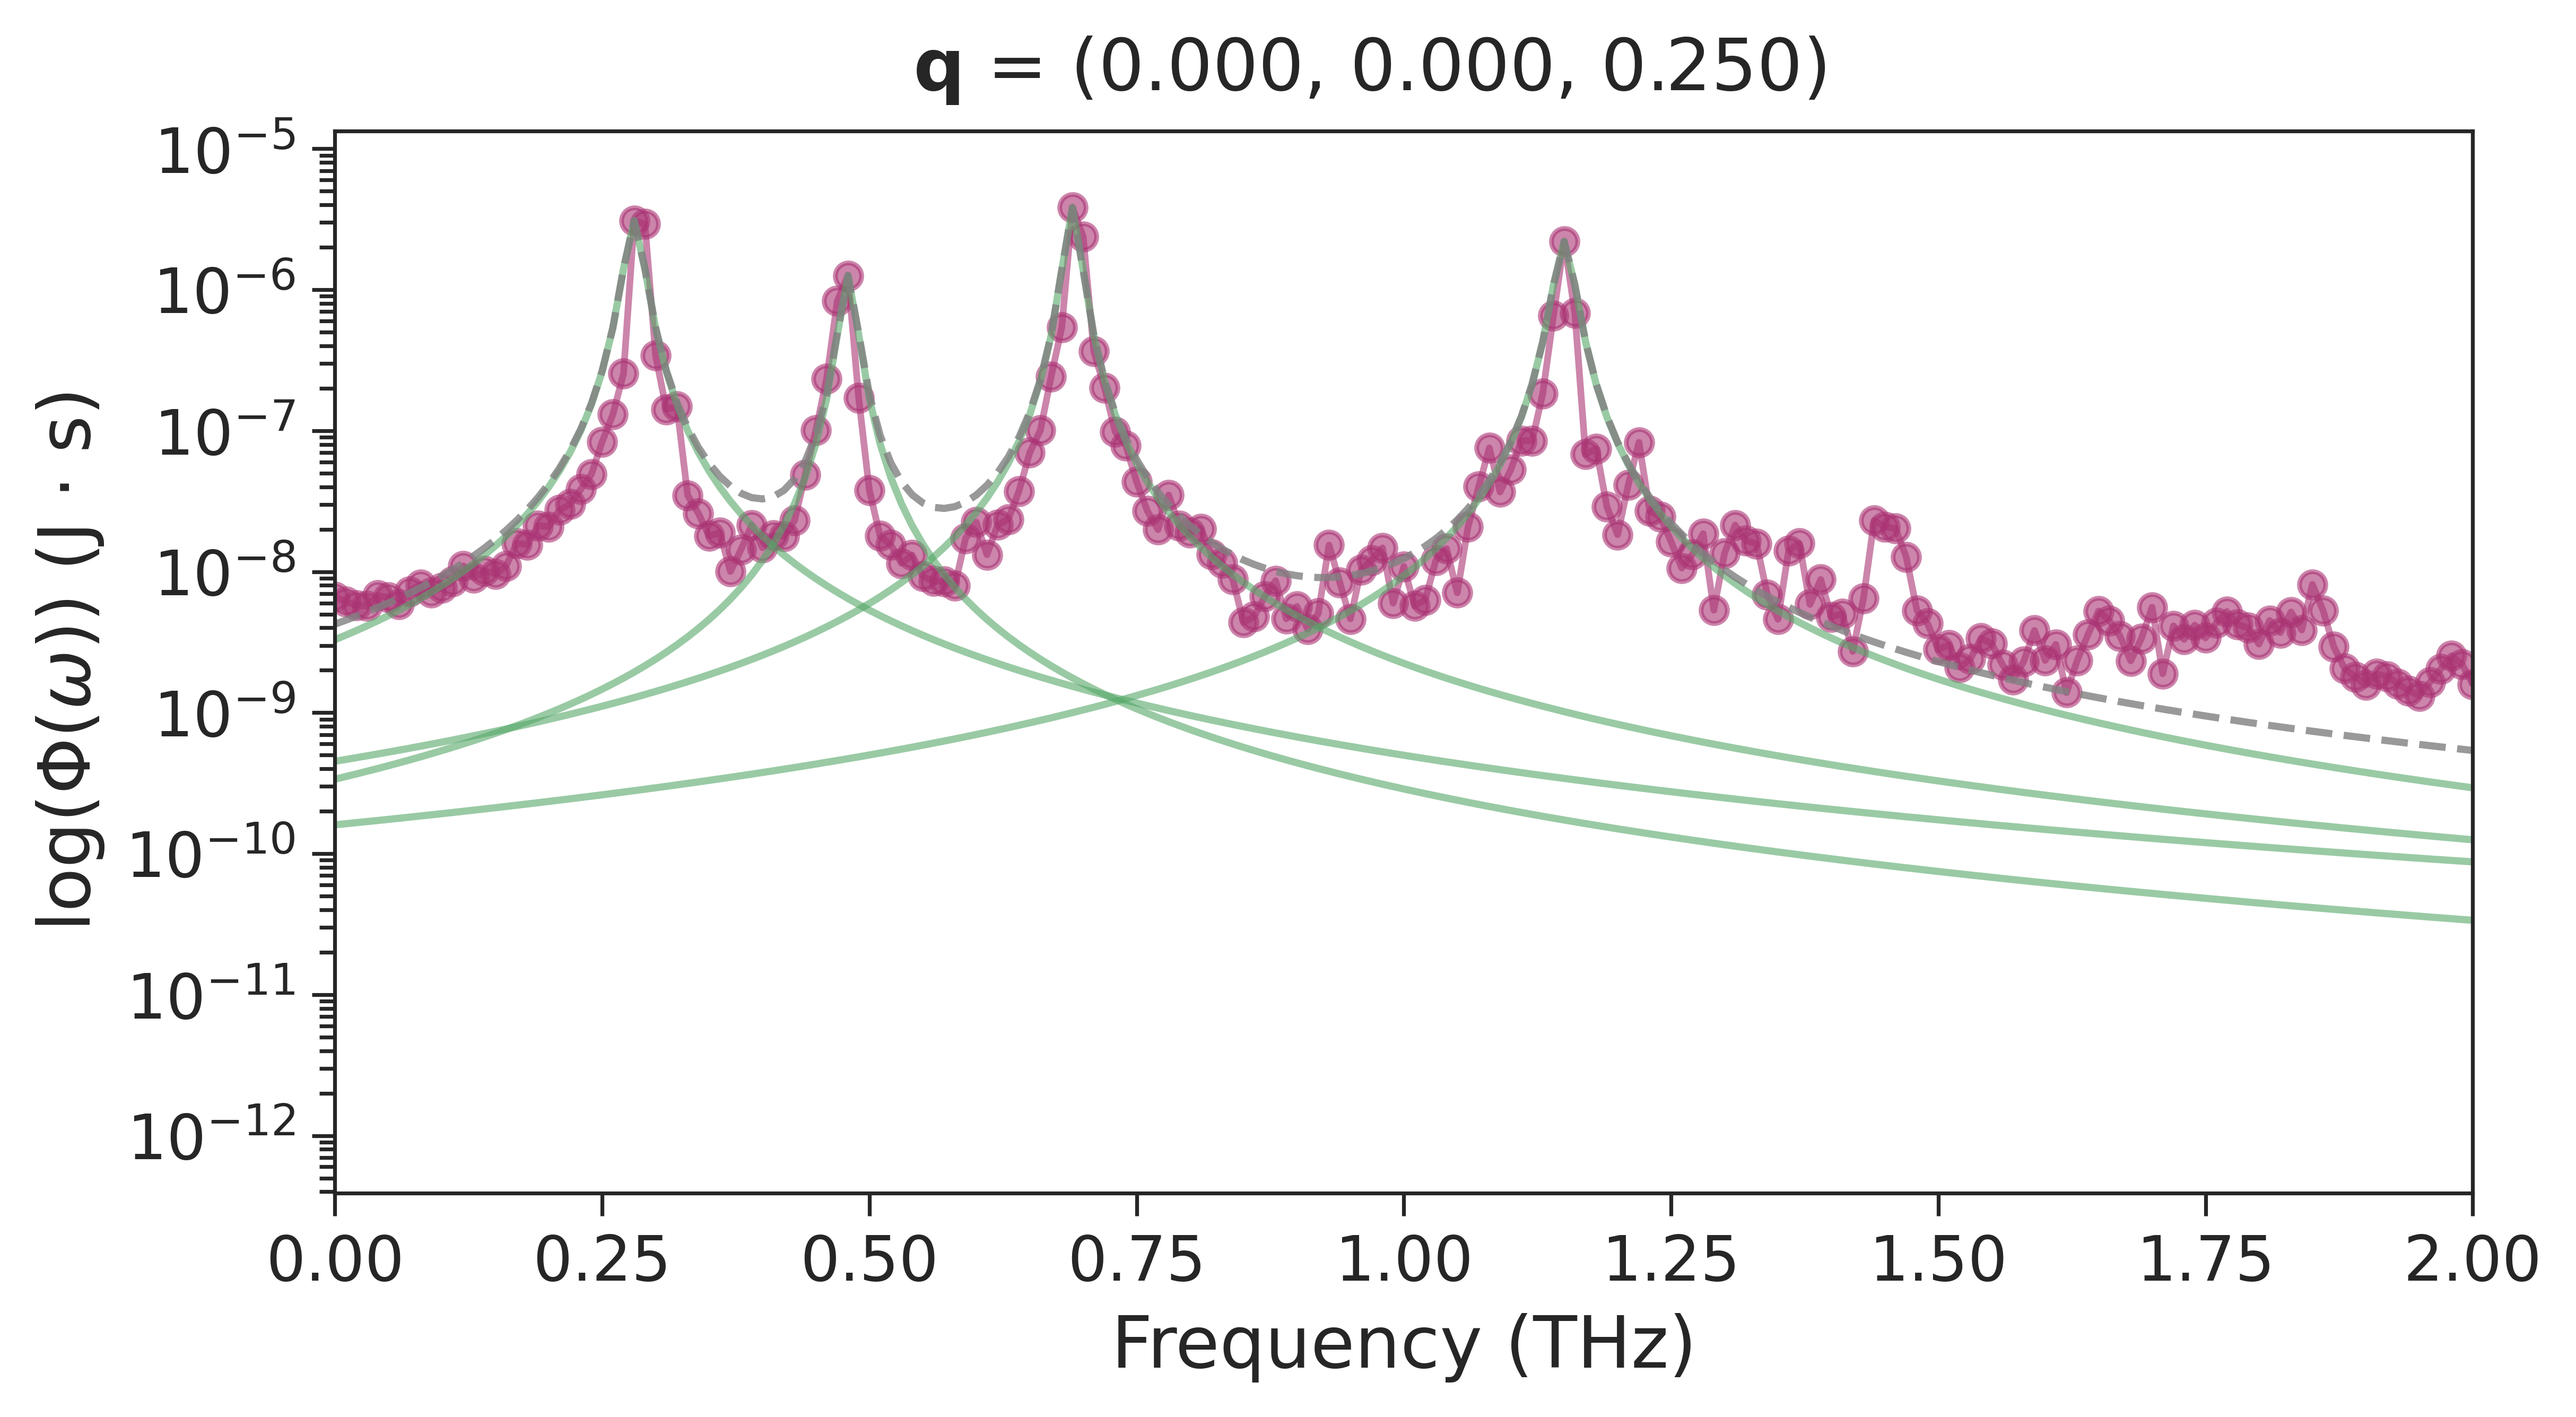 q = (0.000, 0.000, 0.250)
log(Φ(ω))) (J · s)
10⁻⁵
10⁻⁶
10⁻⁷
10⁻⁸
10⁻⁹
10⁻¹⁰
10⁻¹¹
10⁻¹²
0.00 0.25 0.50 0.75 1.00 1.25 1.50 1.75 2.00
Frequency (THz)